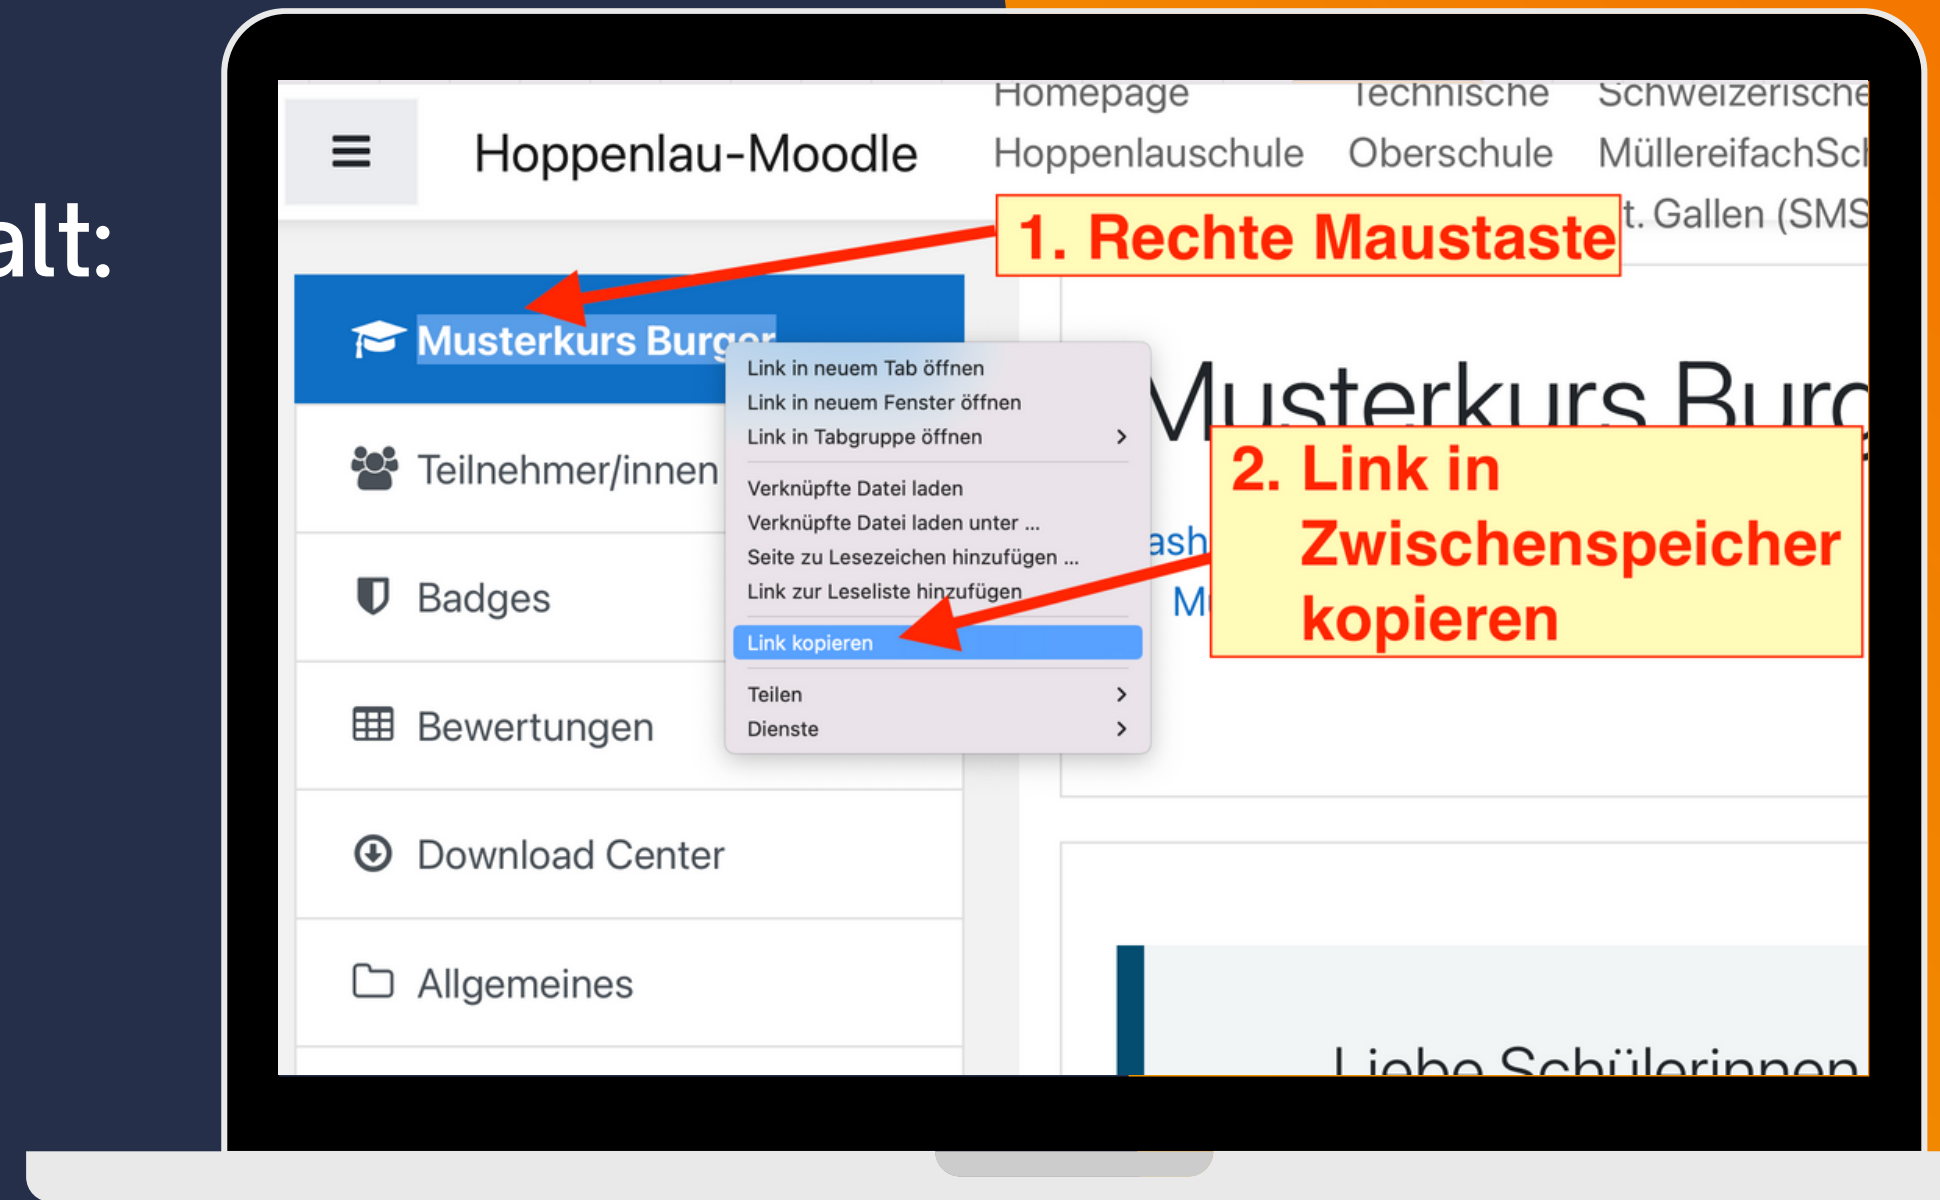 alt:
Homepage
Hoppenlauschule
Technische
Oberschule
Schweizerische
t. Gallen (SMS
Hoppenlau-Moodle
1. Rechte Maustaste
Musterkurs Burger
Teilnehmer/innen
Badges
Bewertungen
Download Center
Allgemeines
Link in neuem Tab öffnen
Link in neuem Fenster öffnen
Link in Tabgruppe öffnen
Verknüpfte Datei laden
Verknüpfte Datei laden unter ...
Seite zu Lesezeichen hinzufügen ...
Link zur Leseliste hinzufügen
Link kopieren
Teilen
Dienste
Musterkurs Burg
2. Link in
Zwischenspeicher
kopieren
Liebe Schülerinnen